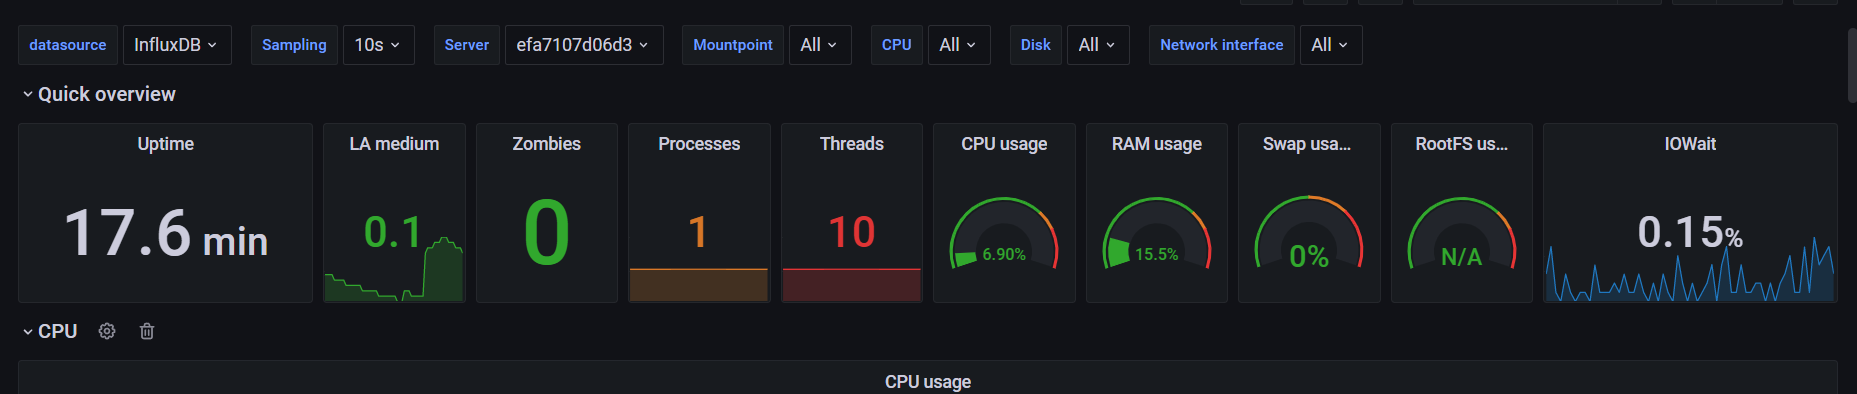 datasource InfluxDB Sampling 10s Server efa7107d06d3 Mountpoint All CPU All Disk All Network interface All
Quick overview
Uptime LA medium Zombies Processes Threads CPU usage RAM usage Swap usa... RootFS us... IOWait
17.6 min 0.1 0 1 10 6.90% 15.5% 0% N/A 0.15%
CPU
CPU usage